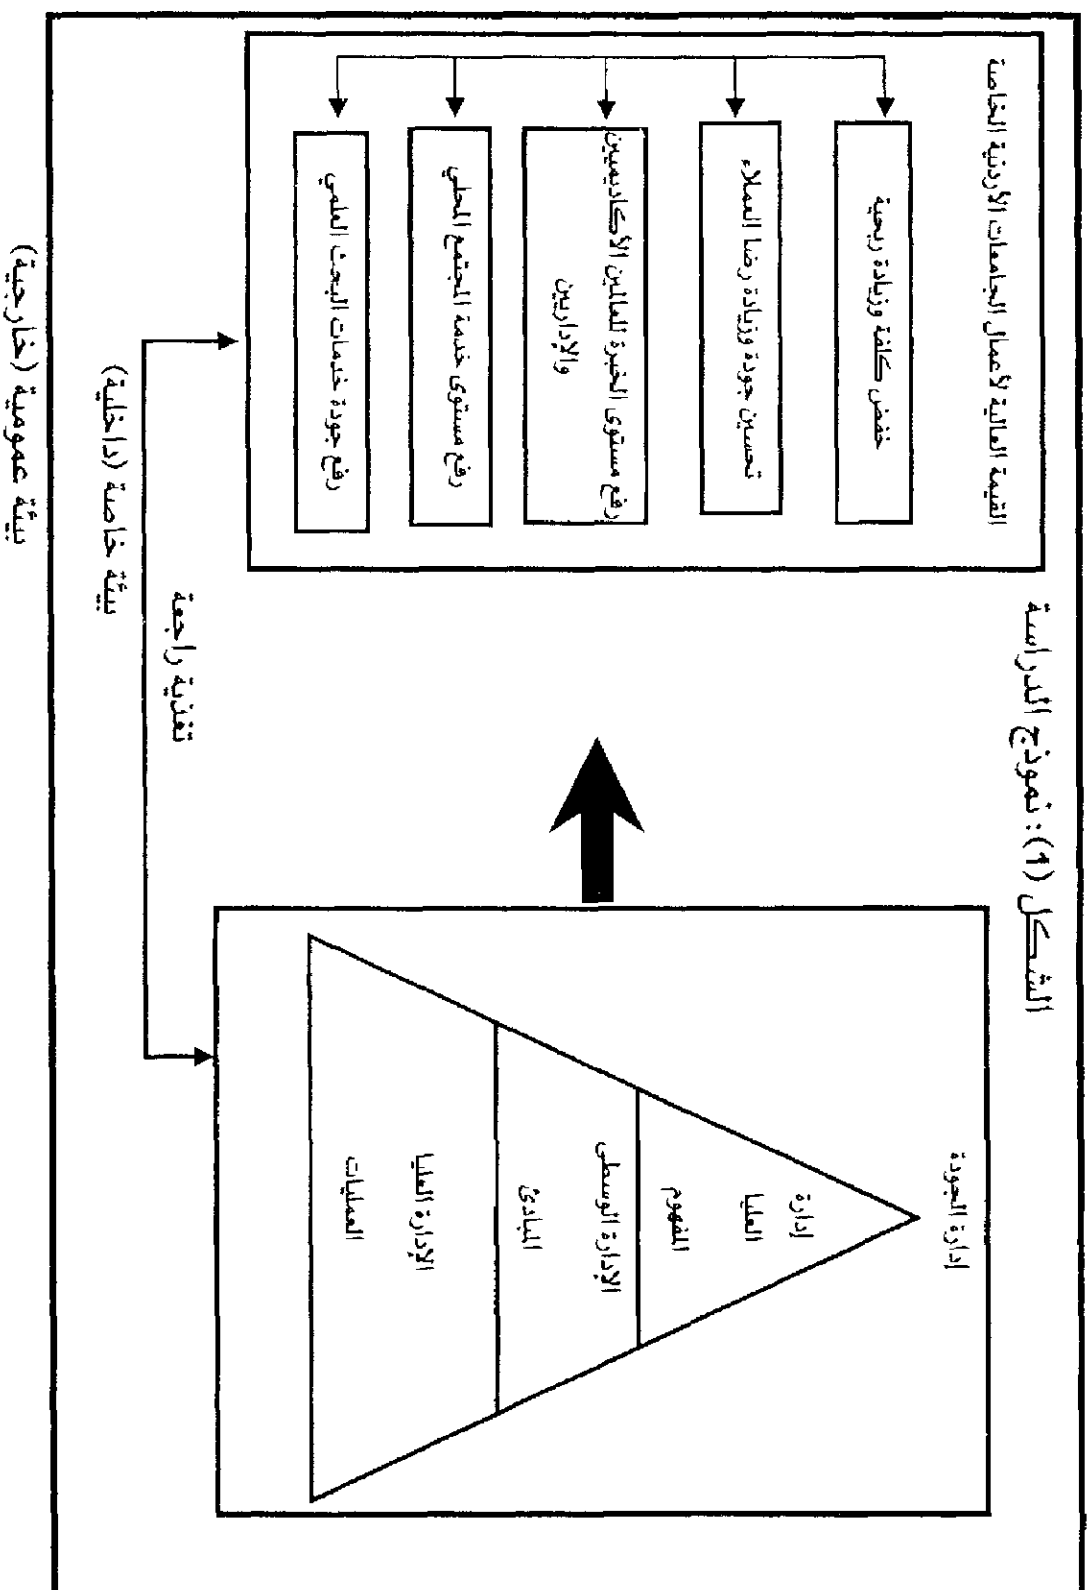 الشكل (1): نموذج الدراسة
إدارة الجودة
إدارة
العليا
المفهوم
الإدارة الوسطى
المبادئ
الإدارة العليا
العمليات
القيمة العالية لأعمال الجامعات الأردنية الخاصة
خفض كلفة وزيادة ربحية
تحسين جودة وزيادة رضا العملاء
رفع مستوى الخبرة للعاملين الأكاديميين
والإداريين
رفع مستوى خدمة المجتمع المحلي
رفع جودة خدمات البحث العلمي
تغذية راجعة
بيئة خاصة (داخلية)
بيئة عمومية (خارجية)